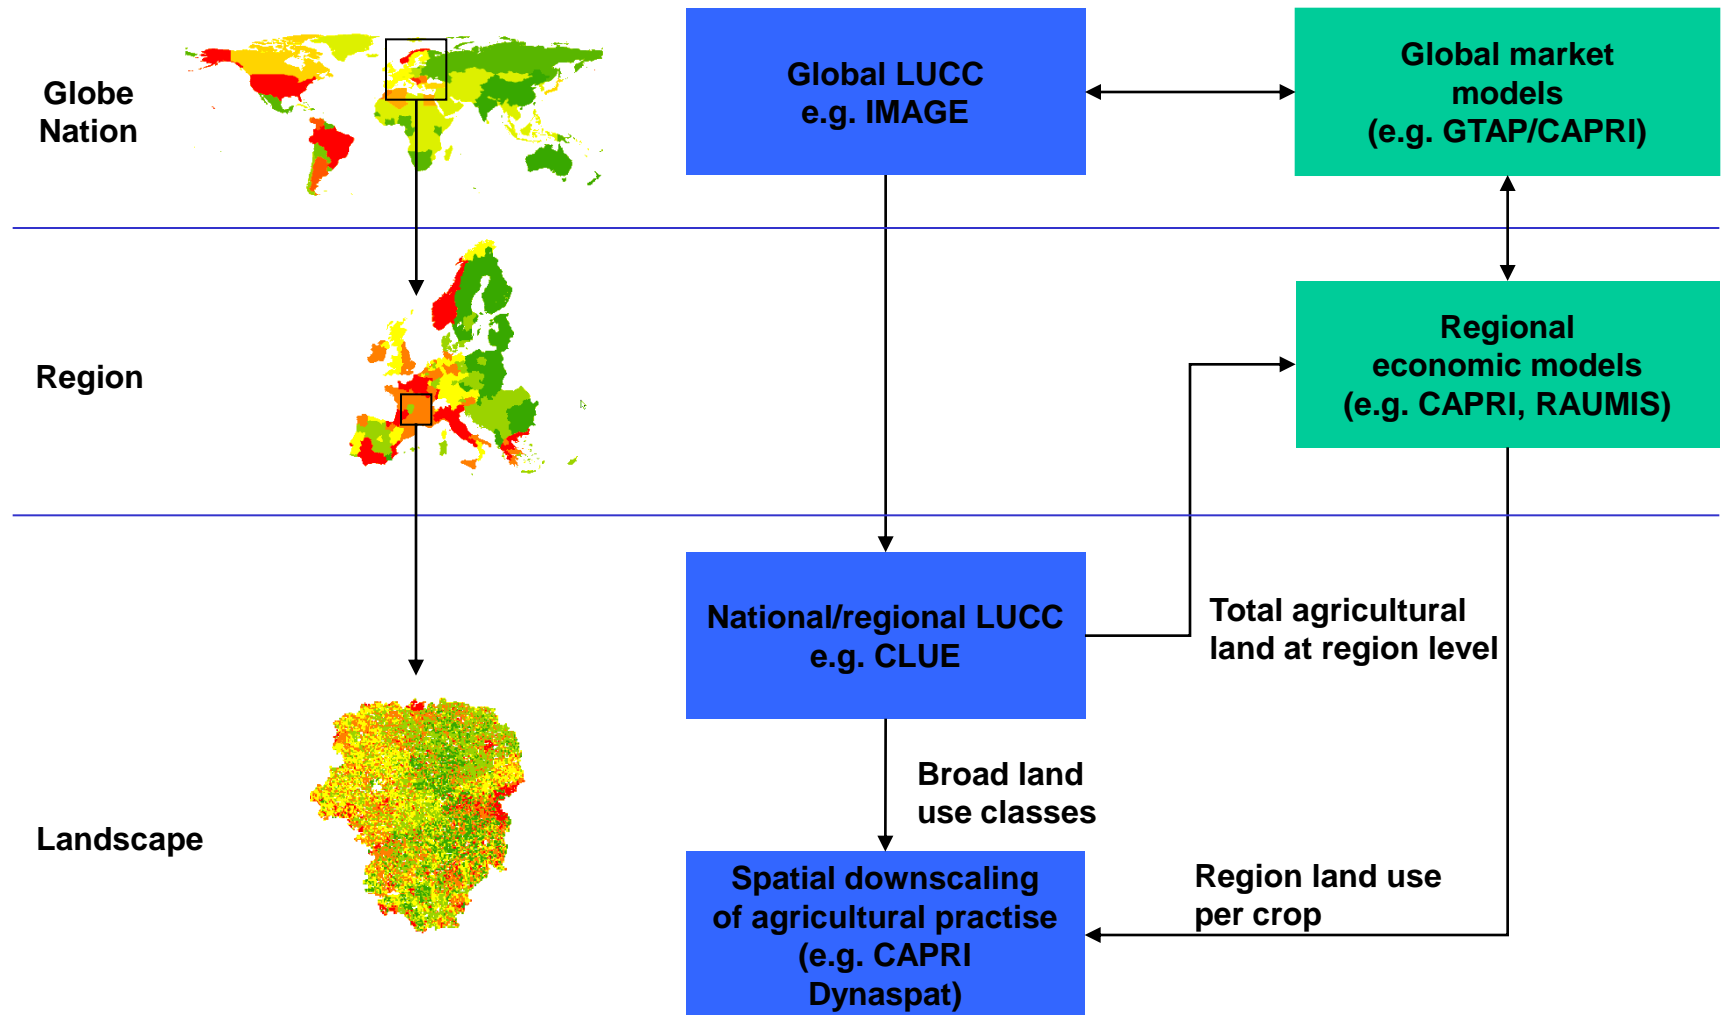 Globe
Nation
Global LUCC
e.g. IMAGE
Global market
models
(e.g. GTAP/CAPRI)
Region
Regional
economic models
(e.g. CAPRI, RAUMIS)
National/regional LUCC
e.g. CLUE
Total agricultural
land at region level
Broad land
use classes
Landscape
Spatial downscaling
of agricultural practise
(e.g. CAPRI
Dynaspat)
Region land use
per crop